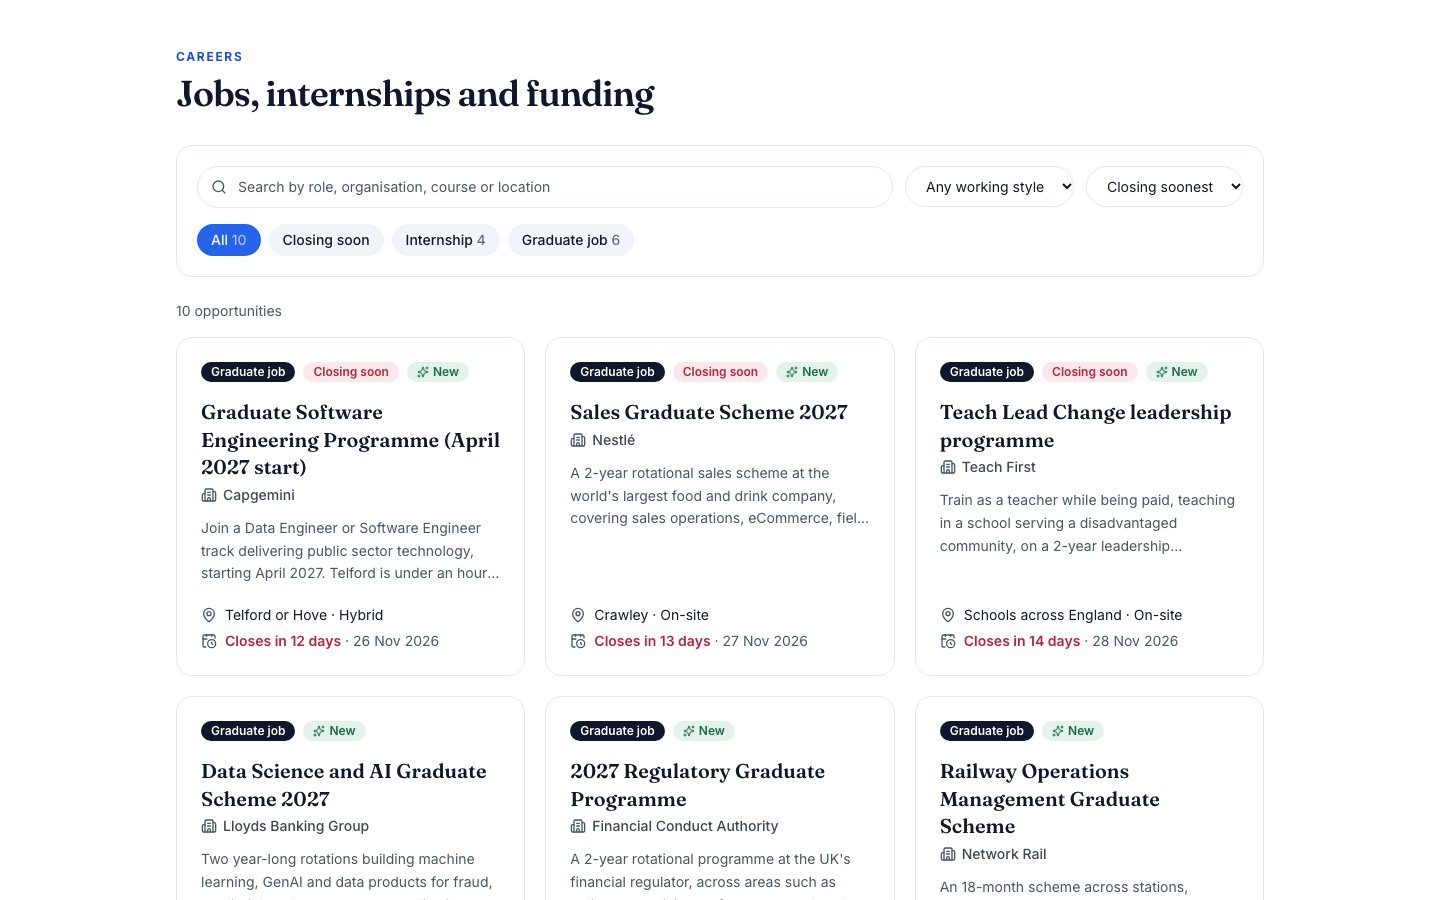 CAREERS
Jobs, internships and funding
Search by role, organisation, course or location
Any working style
Closing soonest
All 10
Closing soon
Internship 4
Graduate job 6
10 opportunities
Graduate job
Closing soon
New
Graduate Software
Engineering Programme (April
2027 start)
Capgemini
Join a Data Engineer or Software Engineer
track delivering public sector technology,
starting April 2027. Telford is under an hour...
Telford or Hove · Hybrid
Closes in 12 days · 26 Nov 2026
Graduate job
Closing soon
New
Sales Graduate Scheme 2027
Nestlé
A 2-year rotational sales scheme at the
world's largest food and drink company,
covering sales operations, eCommerce, fiel...
Crawley · On-site
Closes in 13 days · 27 Nov 2026
Graduate job
Closing soon
New
Teach Lead Change leadership
programme
Teach First
Train as a teacher while being paid, teaching
in a school serving a disadvantaged
community, on a 2-year leadership...
Schools across England · On-site
Closes in 14 days · 28 Nov 2026
Graduate job
New
Data Science and AI Graduate
Scheme 2027
Lloyds Banking Group
Two year-long rotations building machine
learning, GenAI and data products for fraud,
Graduate job
New
2027 Regulatory Graduate
Programme
Financial Conduct Authority
A 2-year rotational programme at the UK's
financial regulator, across areas such as
Graduate job
New
Railway Operations
Management Graduate
Scheme
Network Rail
An 18-month scheme across stations,